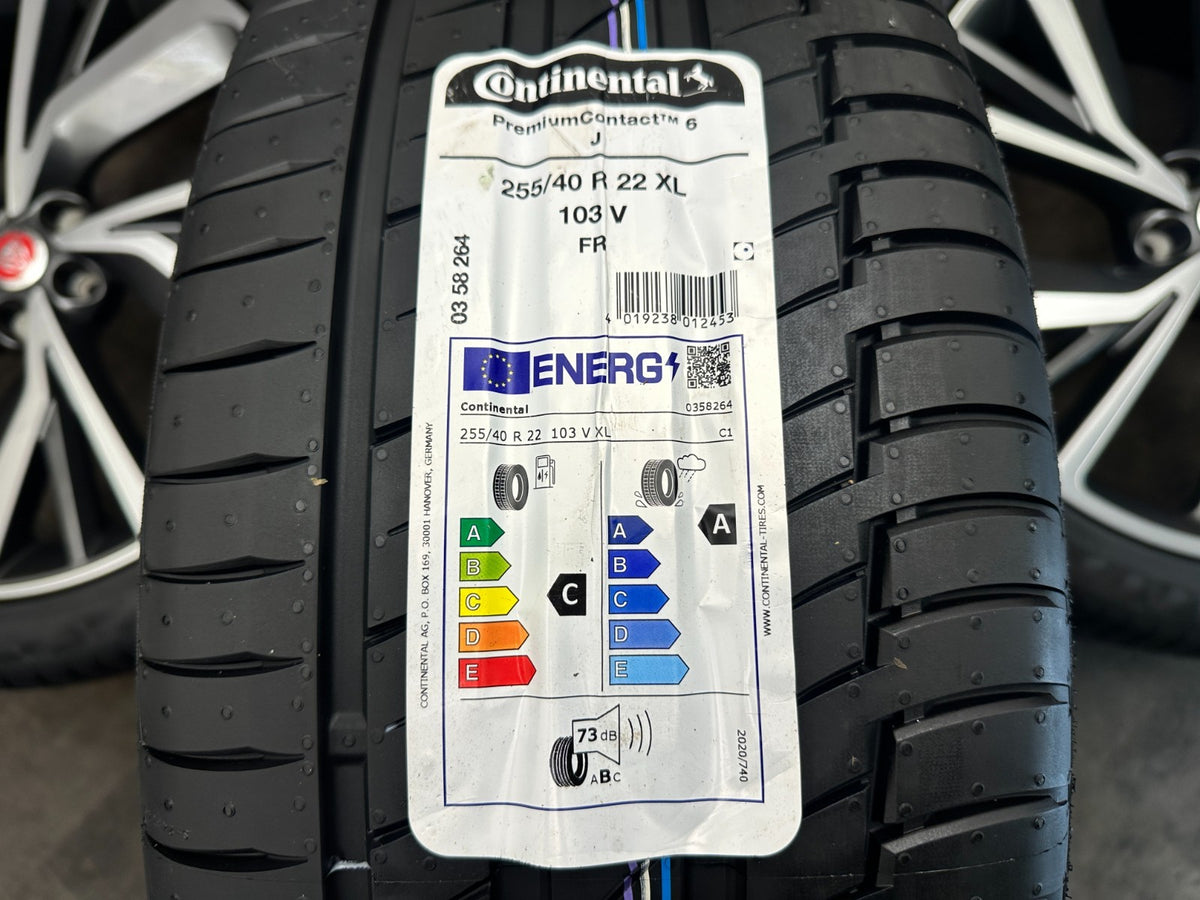 Continental
PremiumContact™ 6
J
255/40 R 22 XL
103 V
FR
03 58 264
4 019238 012453
ENERG
Continental 0358264
255/40 R 22 103 V XL C1
A A A
B B
C C C
D D
E E
73 dB
ABC
2020/740
CONTINENTAL AG, P.O. BOX 169, 30001 HANOVER, GERMANY
WWW.CONTINENTAL-TIRES.COM